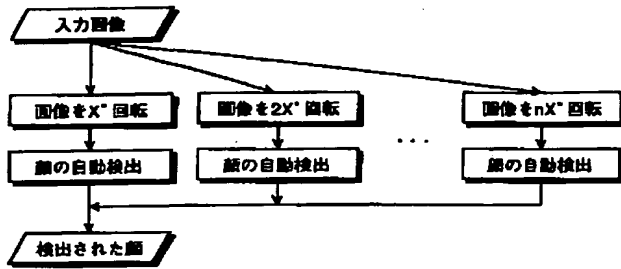 入力画像
画像をX°回転
画像を2X°回転
画像をnX°回転
顔の自動検出
顔の自動検出
...
顔の自動検出
検出された顔